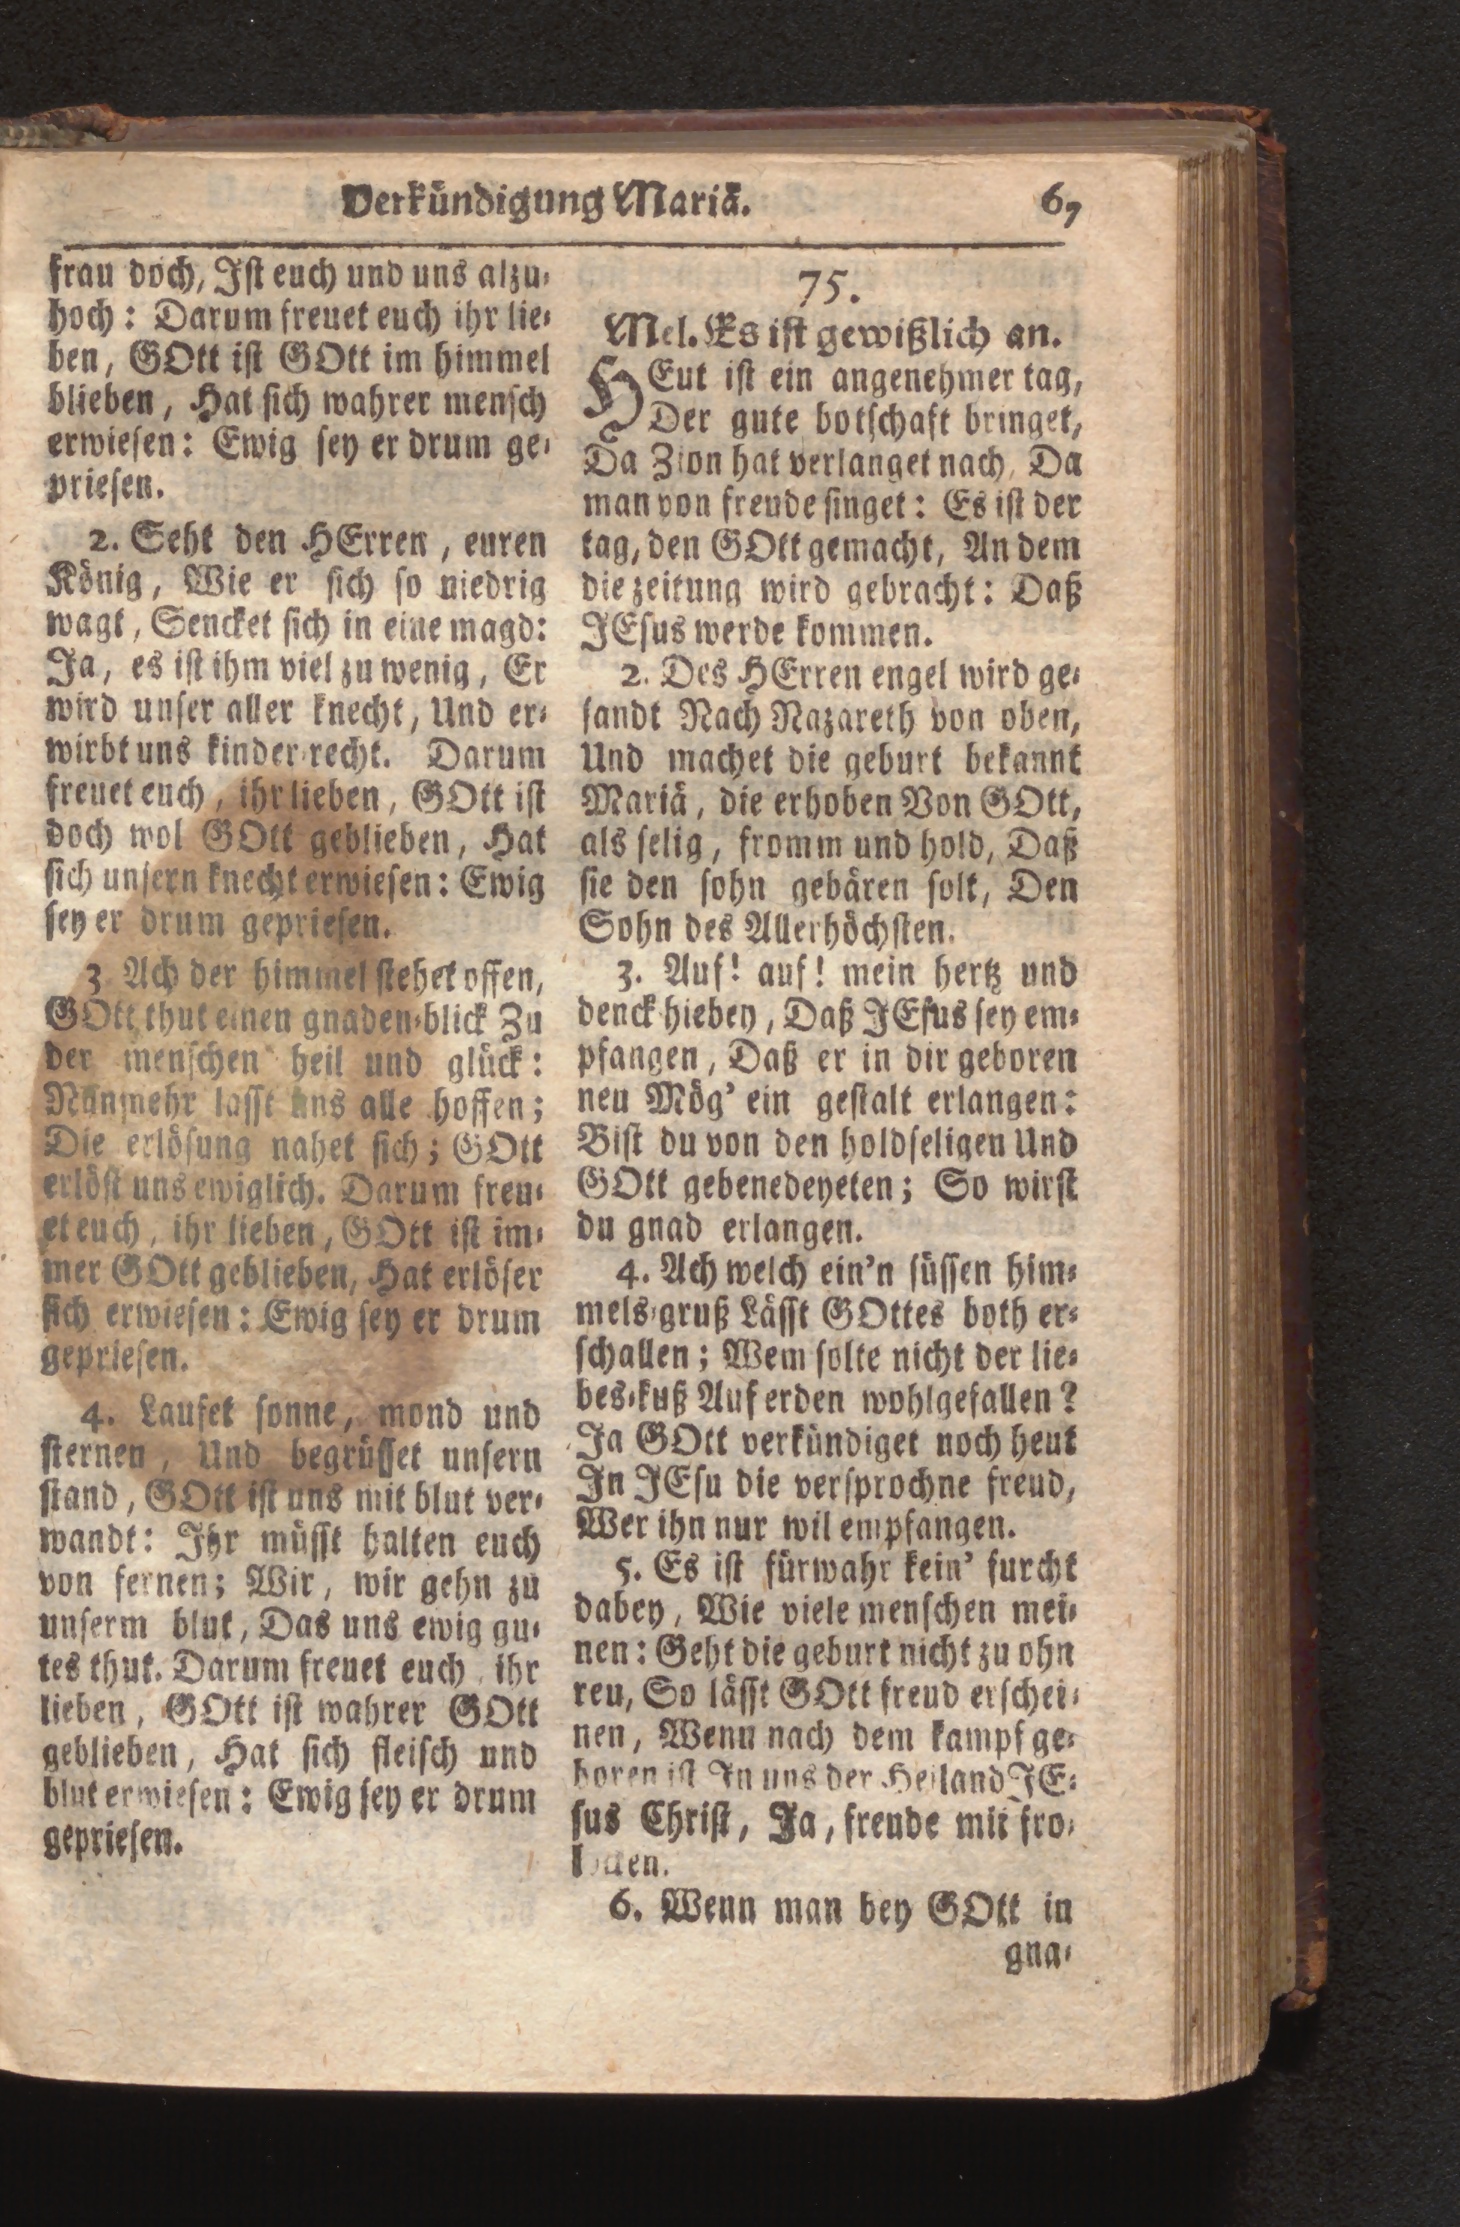 Verkündigung Mariä.
69
frau doch, Ist euch und uns alzu-
hoch: Darum freuet euch ihr lie-
ben, GOtt ist GOtt im himmel
blieben, Hat sich wahrer mensch
erwiesen: Ewig sey er drum ge-
priesen.
2. Seht den HErren, euren
König, Wie er sich so niedrig
wagt, Sencket sich in eine magd:
Ja, es ist ihm viel zu wenig, Er
wird unser aller knecht, Und er-
wirbt uns kinder-recht. Darum
freuet euch, ihr lieben, GOtt ist
doch wol GOtt geblieben, Hat
sich unsern knecht erwiesen: Ewig
sey er drum gepriesen.
3 Ach der himmel stehet offen,
GOtt thut einen gnaden-blick Zu
der menschen heil und glück:
Nunmehr lasst uns alle hoffen;
Die erlösung nahet sich; GOtt
erlöst uns ewiglich. Darum freu-
et euch, ihr lieben, GOtt ist im-
mer GOtt geblieben, Hat erlöser
sich erwiesen: Ewig sey er drum
gepriesen.
4. Laufet sonne, mond und
sternen, Und begrüsset unsern
stand, GOtt ist uns mit blut ver-
wandt: Ihr müsst halten euch
von fernen; Wir, wir gehn zu
unserm blut, Das uns ewig gu-
tes thut. Darum freuet euch ihr
lieben, GOtt ist wahrer GOtt
geblieben, Hat sich fleisch und
blut erwiesen: Ewig sey er drum
gepriesen.
75.
Mel. Es ist gewißlich an.
HEut ist ein angenehmer tag,
Der gute botschaft bringet,
Da Zion hat verlanget nach, Da
man von freude singet: Es ist der
tag, den GOtt gemacht, An dem
die zeitung wird gebracht: Daß
JEsus werde kommen.
2. Des HErren engel wird ge-
sandt Nach Nazareth von oben,
Und machet die geburt bekannt
Mariä, die erhoben Von GOtt,
als selig, fromm und hold, Daß
sie den sohn gebären solt, Den
Sohn des Allerhöchsten.
3. Auf! auf! mein hertz und
denck hiebey, Daß JEsus sey em-
pfangen, Daß er in dir geboren
neu Mög' ein gestalt erlangen:
Bist du von den holdseligen Und
GOtt gebenedeyeten; So wirst
du gnad erlangen.
4. Ach welch ein'n süssen him-
mels-gruß Lässt GOttes both er-
schallen; Wem solte nicht der lie-
bes-kuß Auf erden wohlgefallen?
Ja GOtt verkündiget noch heut
In JEsu die versprochne freud,
Wer ihn nur wil empfangen.
5. Es ist fürwahr kein' furcht
dabey, Wie viele menschen mei-
nen: Geht die geburt nicht zu ohn
reu, So lässt GOtt freud erschei-
nen, Wenn nach dem kampf ge-
boren ist In uns der Heiland JE-
sus Christ, Ja, freude mit fro-
locken.
6. Wenn man bey GOtt in
gna-